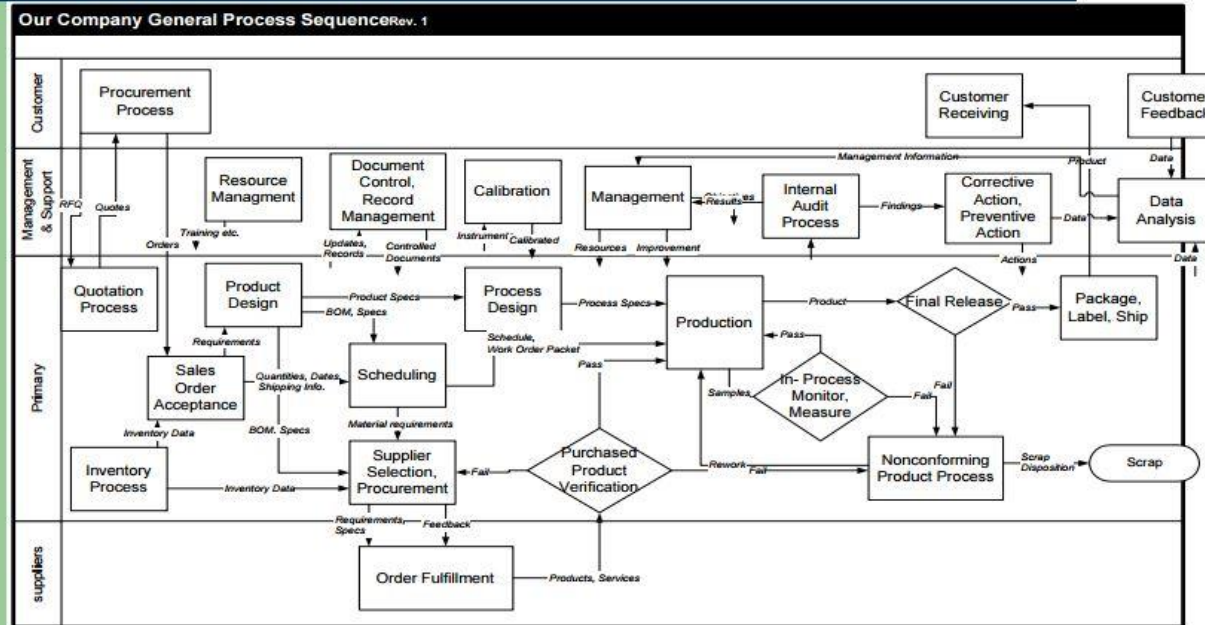 Our Company General Process Sequence Rev. 1
Customer
Procurement
Process
Customer
Receiving
Custome
Feedback
Management
& Support
RFQ
Quotes
Orders
Resource
Managment
Training etc.
Document
Control,
Record
Management
Updates,
Records
Controlled
Documents
Calibration
Instrument
Calibrated
Management
Management Information
Results
Resources
Improvement
Internal
Audit
Process
Findings
Corrective
Action,
Preventive
Action
Data
Actions
Product
Data
Data
Analysis
Data
Primary
Quotation
Process
Product
Design
Product Specs
BOM, Specs
Process
Design
Process Specs
Schedule,
Work Order Packet
Production
Product
Final Release
Pass
Package,
Label, Ship
Requirements
Sales
Order
Acceptance
Quantities, Dates
Shipping Info.
Scheduling
Pass
Pass
Samples
In- Process
Monitor,
Measure
Fail
Fail
Inventory Data
BOM. Specs
Material requirements
Inventory
Process
Inventory Data
Supplier
Selection,
Procurement
Fail
Purchased
Product
Verification
Rework
Fail
Nonconforming
Product Process
Scrap
Disposition
Scrap
suppliers
Requirements,
Specs
Feedback
Order Fulfillment
Products, Services